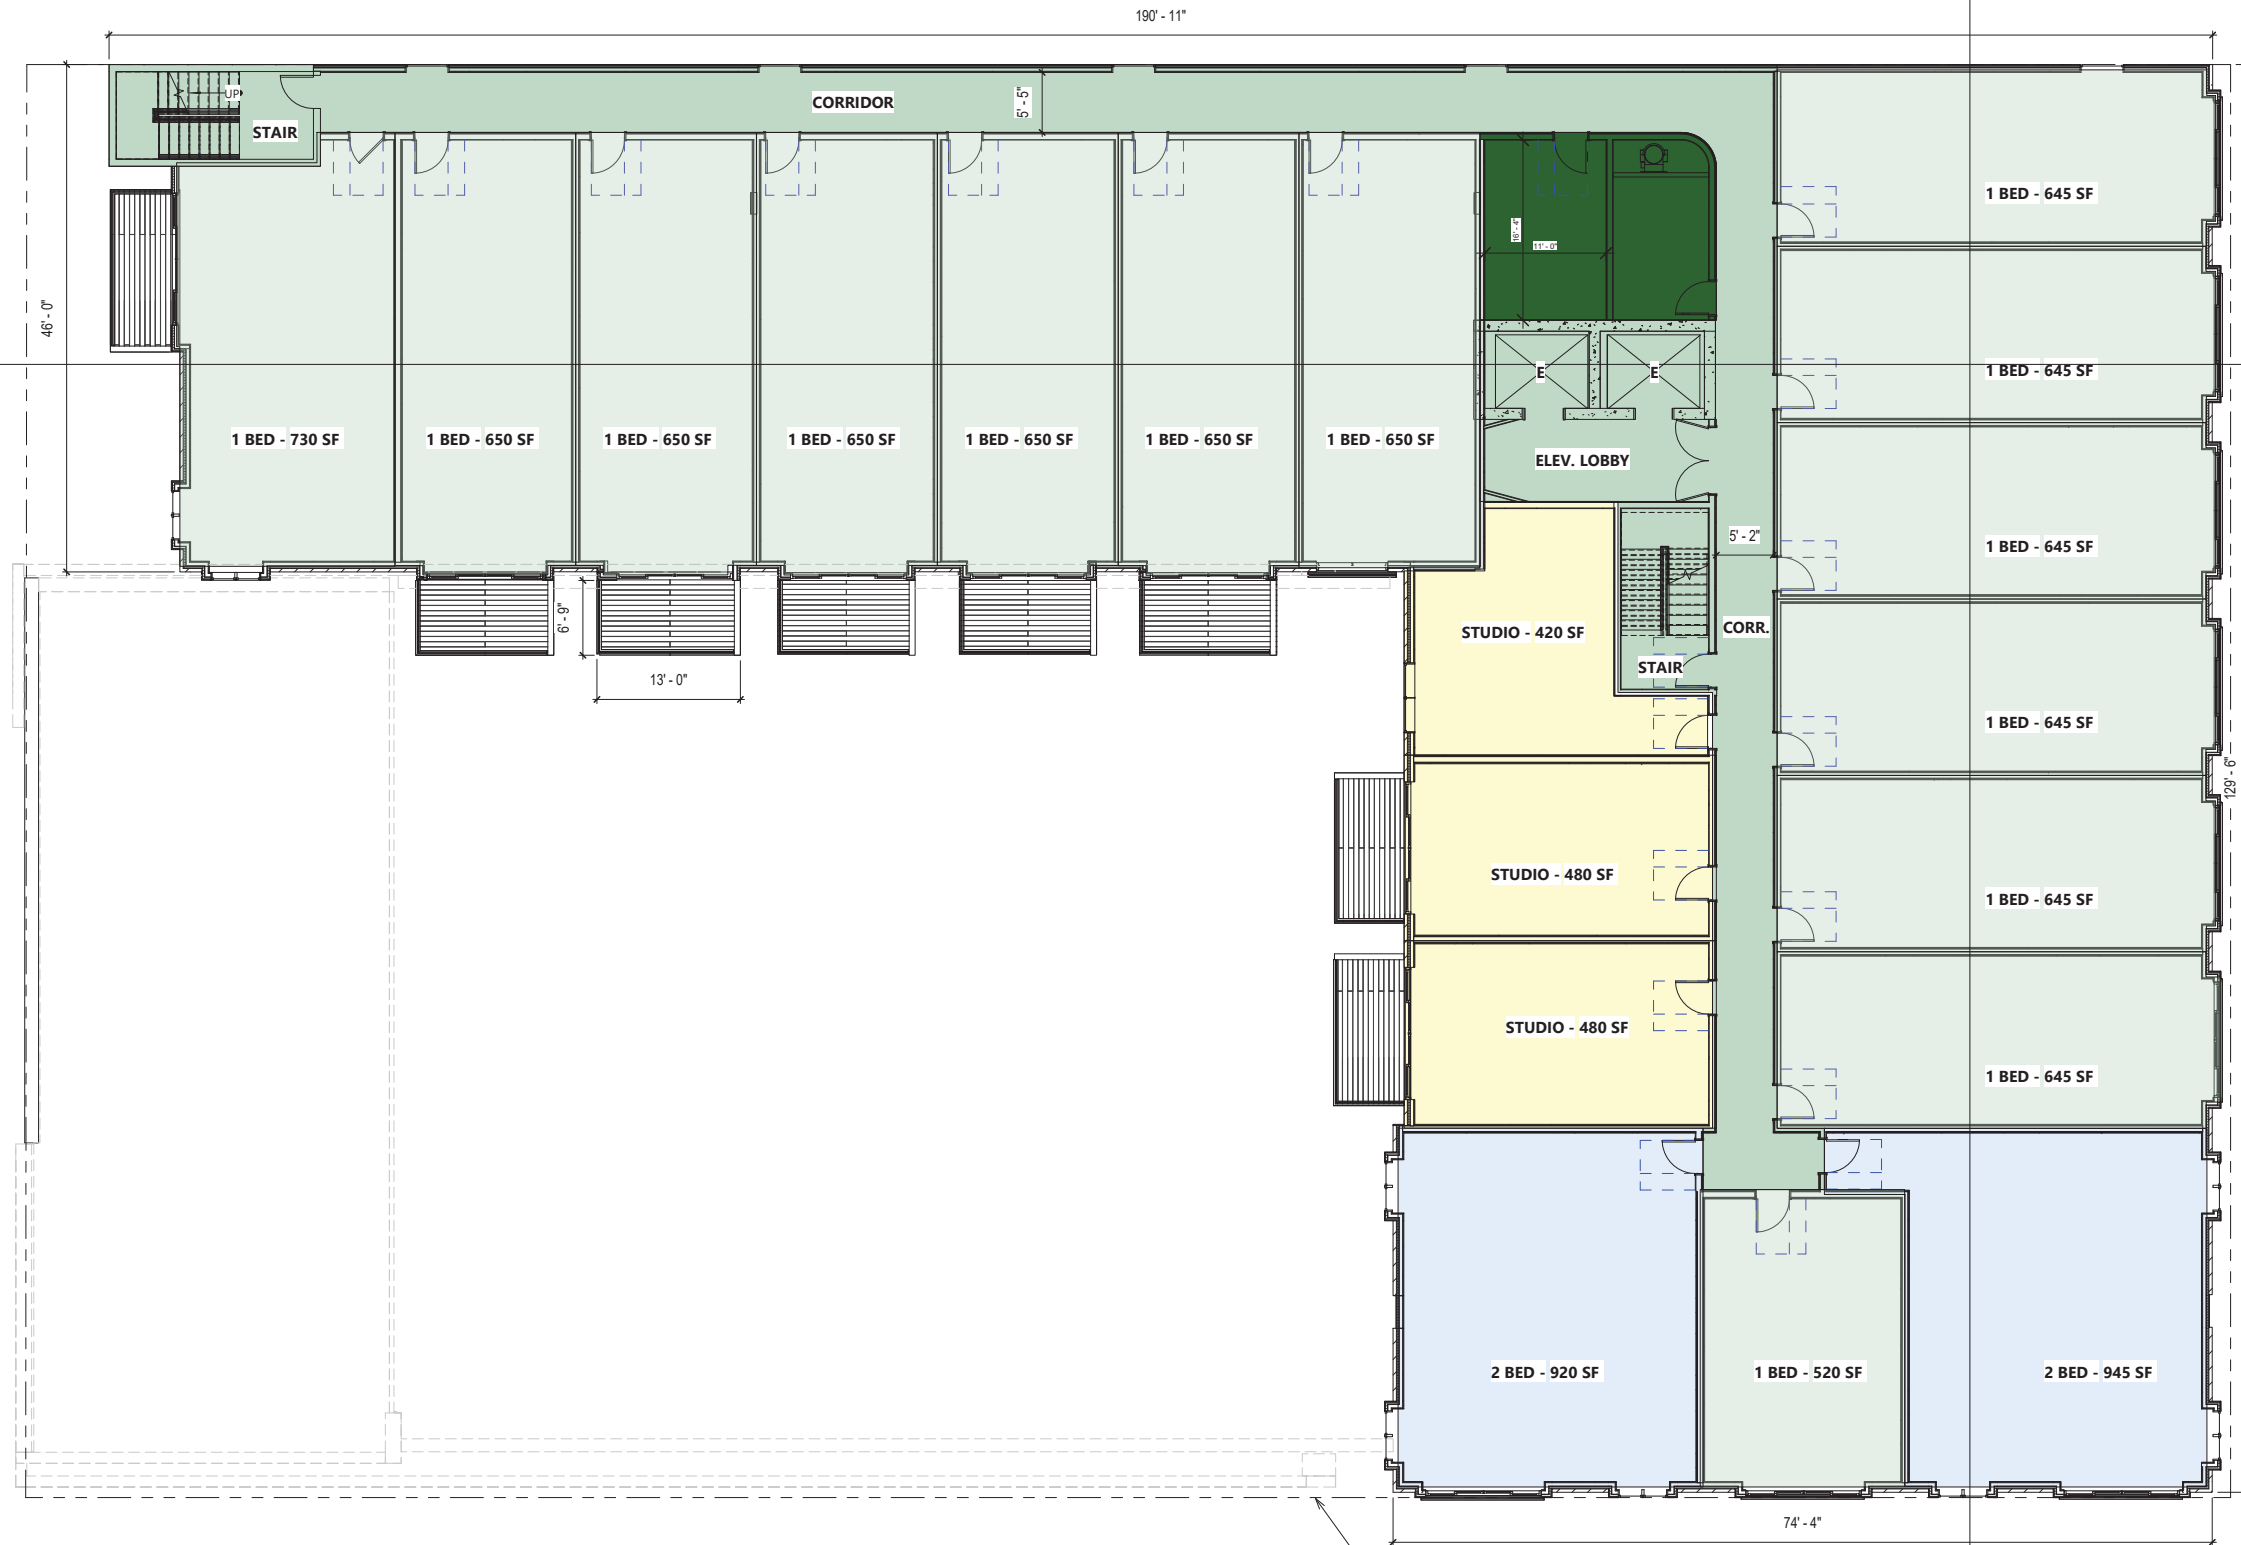 190' - 11"
UP
STAIR
CORRIDOR
5' - 5"
1 BED - 645 SF
16' - 4"
11' - 0"
46' - 0"
E
E
1 BED - 645 SF
1 BED - 730 SF
1 BED - 650 SF
1 BED - 650 SF
1 BED - 650 SF
1 BED - 650 SF
1 BED - 650 SF
1 BED - 650 SF
ELEV. LOBBY
5' - 2"
1 BED - 645 SF
6' - 9"
STUDIO - 420 SF
CORR.
STAIR
13' - 0"
1 BED - 645 SF
129' - 6"
STUDIO - 480 SF
1 BED - 645 SF
STUDIO - 480 SF
1 BED - 645 SF
2 BED - 920 SF
1 BED - 520 SF
2 BED - 945 SF
74' - 4"